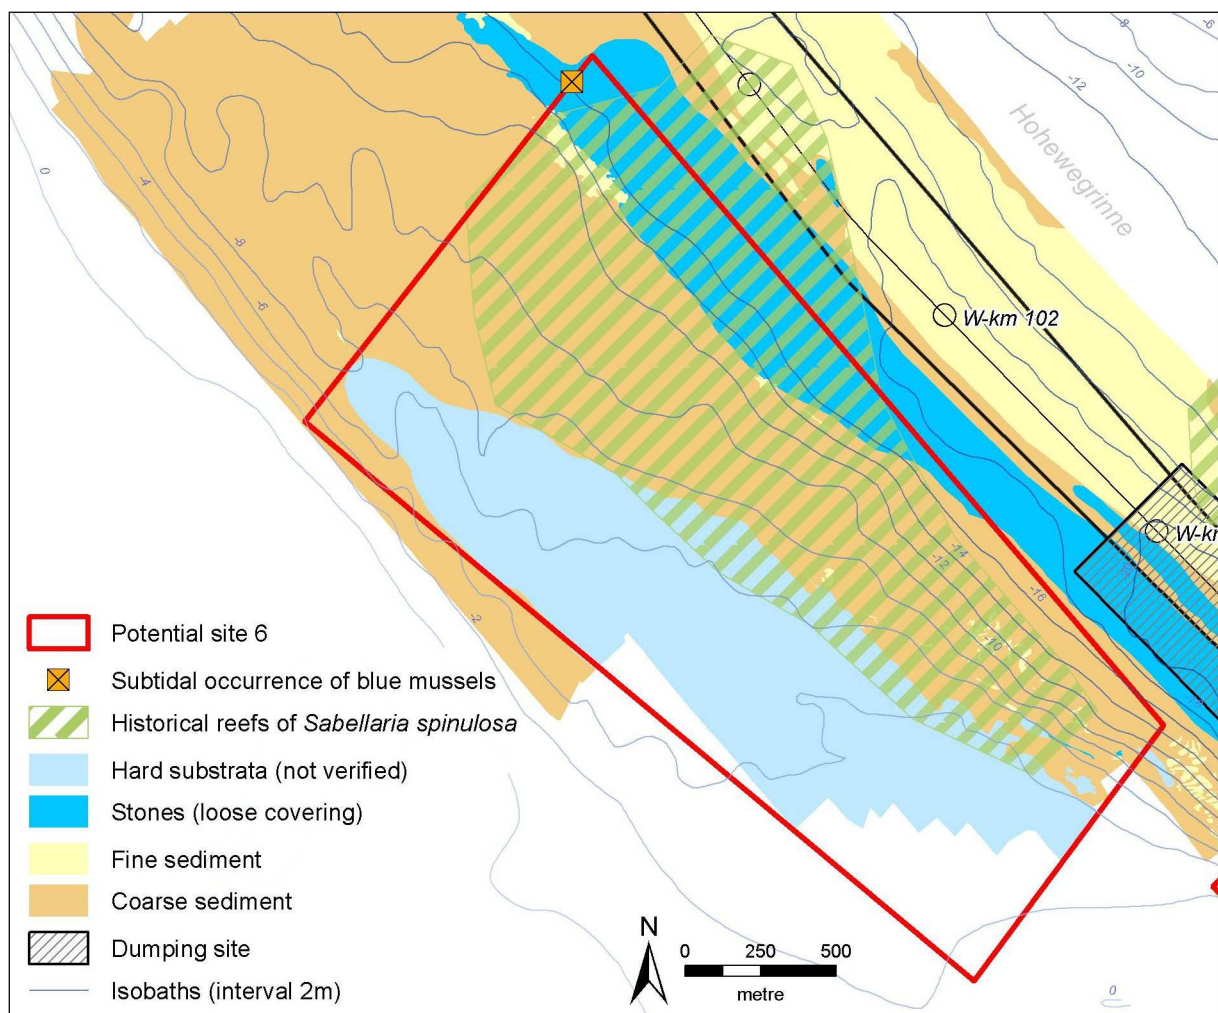 -8
-6
-10
-12
Hohewegrinne
0
-4
-8
-6
W-km 102
W-k
-14
-12
-16
-10
-2
Potential site 6
Subtidal occurrence of blue mussels
Historical reefs of Sabellaria spinulosa
Hard substrata (not verified)
Stones (loose covering)
Fine sediment
Coarse sediment
Dumping site
Isobaths (interval 2m)
N
0 250 500
metre
0